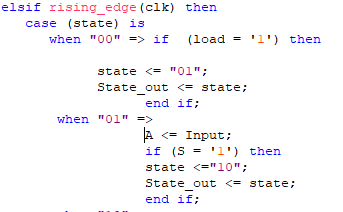 elsif rising_edge(clk) then
case (state) is
when "00" => if (load = '1') then
state <= "01";
State_out <= state;
end if;
when "01" =>
A <= Input;
if (S = '1') then
state <="10";
State_out <= state;
end if;